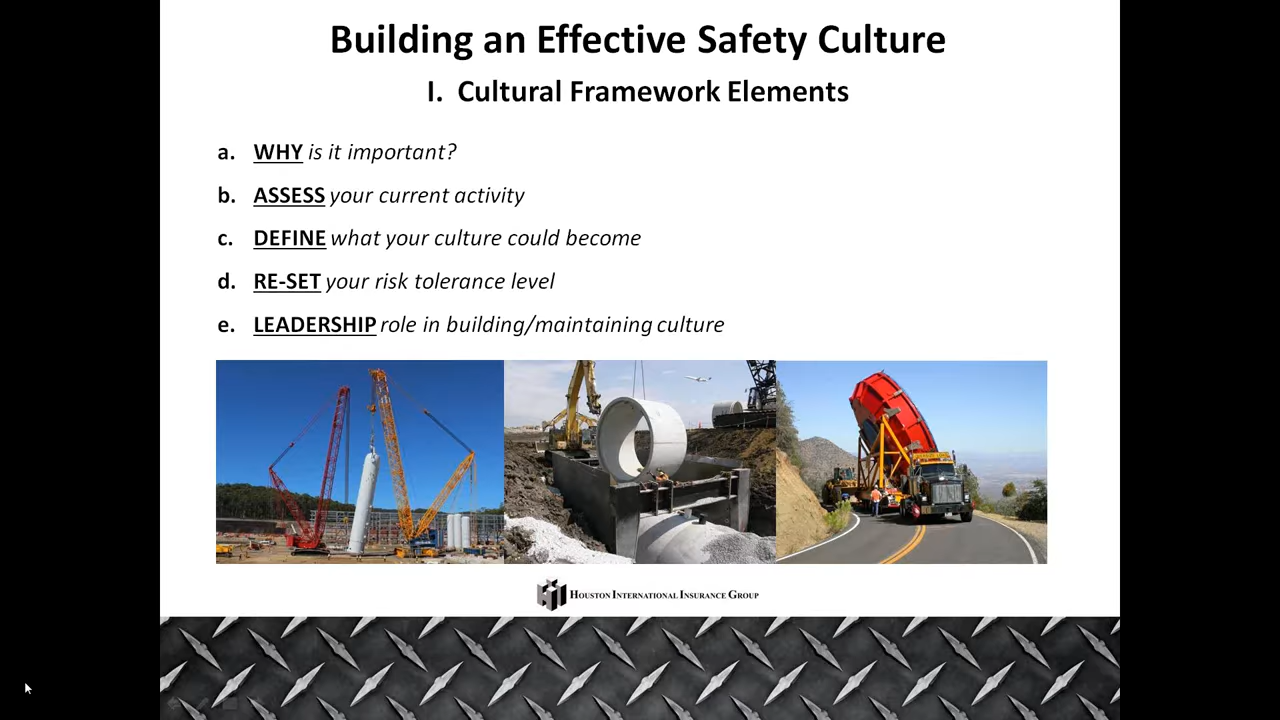 Building an Effective Safety Culture
I. Cultural Framework Elements
a. WHY is it important?
b. ASSESS your current activity
c. DEFINE what your culture could become
d. RE-SET your risk tolerance level
e. LEADERSHIP role in building/maintaining culture
HOUSTON INTERNATIONAL INSURANCE GROUP